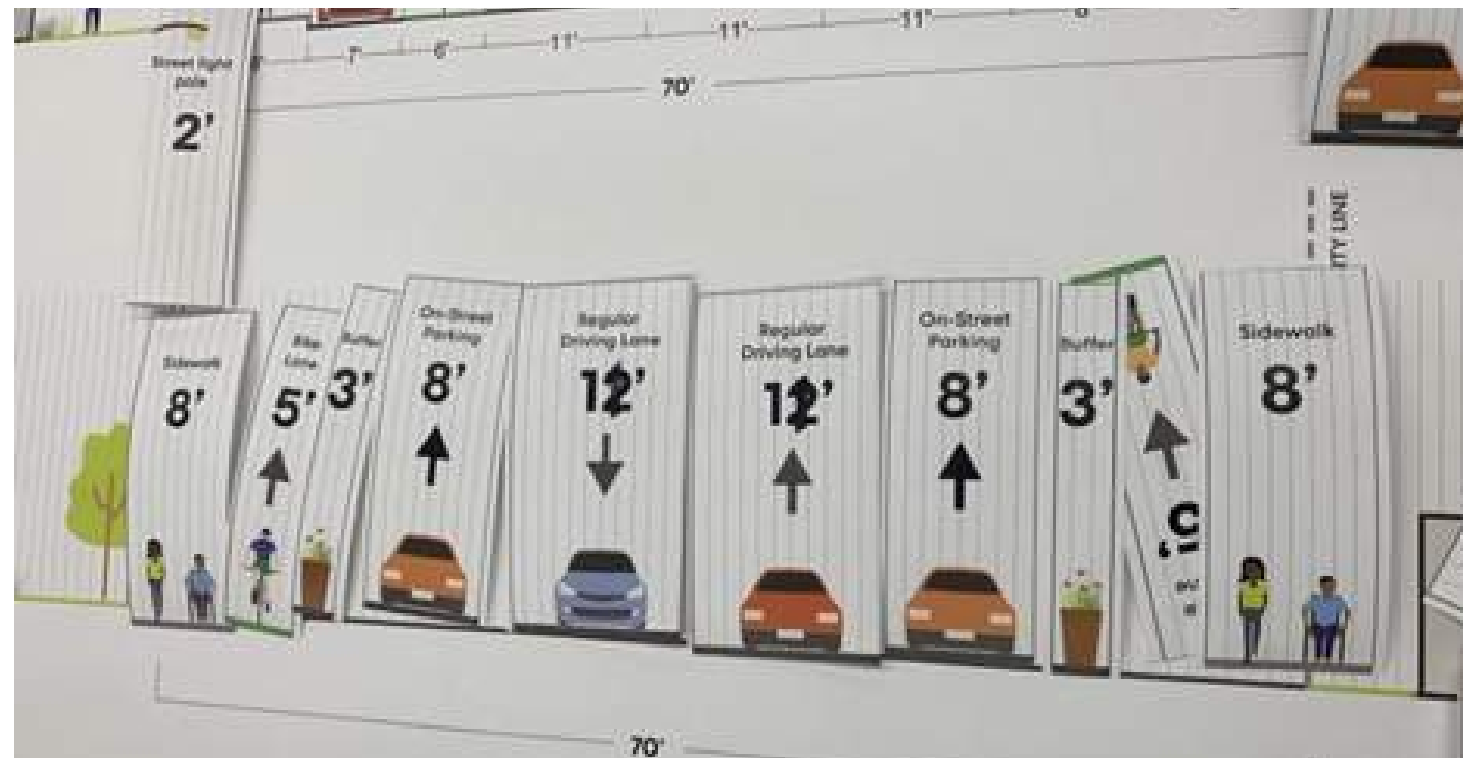 7'
6'
11'
11'
11'
70'
Street light
pole
2'
ITY LINE
Sidewalk
8'
Bike
Lane
5'
Buffer
3'
On-Street
Parking
8'
Regular
Driving Lane
12'
Regular
Driving Lane
12'
On-Street
Parking
8'
Buffer
3'
Sidewalk
8'
70'